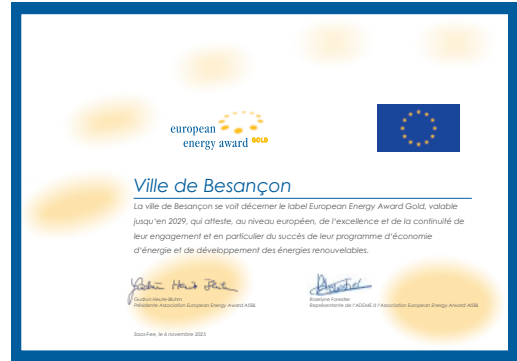 european
energy award GOLD
Ville de Besançon
La ville de Besançon se voit décerner le label European Energy Award Gold, valable
jusqu'en 2029, qui atteste, au niveau européen, de l'excellence et de la continuité de
leur engagement et en particulier du succès de leur programme d'économie
d'énergie et de développement des énergies renouvelables.
Gudrun Heute-Bluhm
Présidente Association European Energy Award AISBL
Roselyne Forestier
Représentante de l'ADEME à l'Association European Energy Award AISBL
Saas-Fee, le 6 novembre 2025